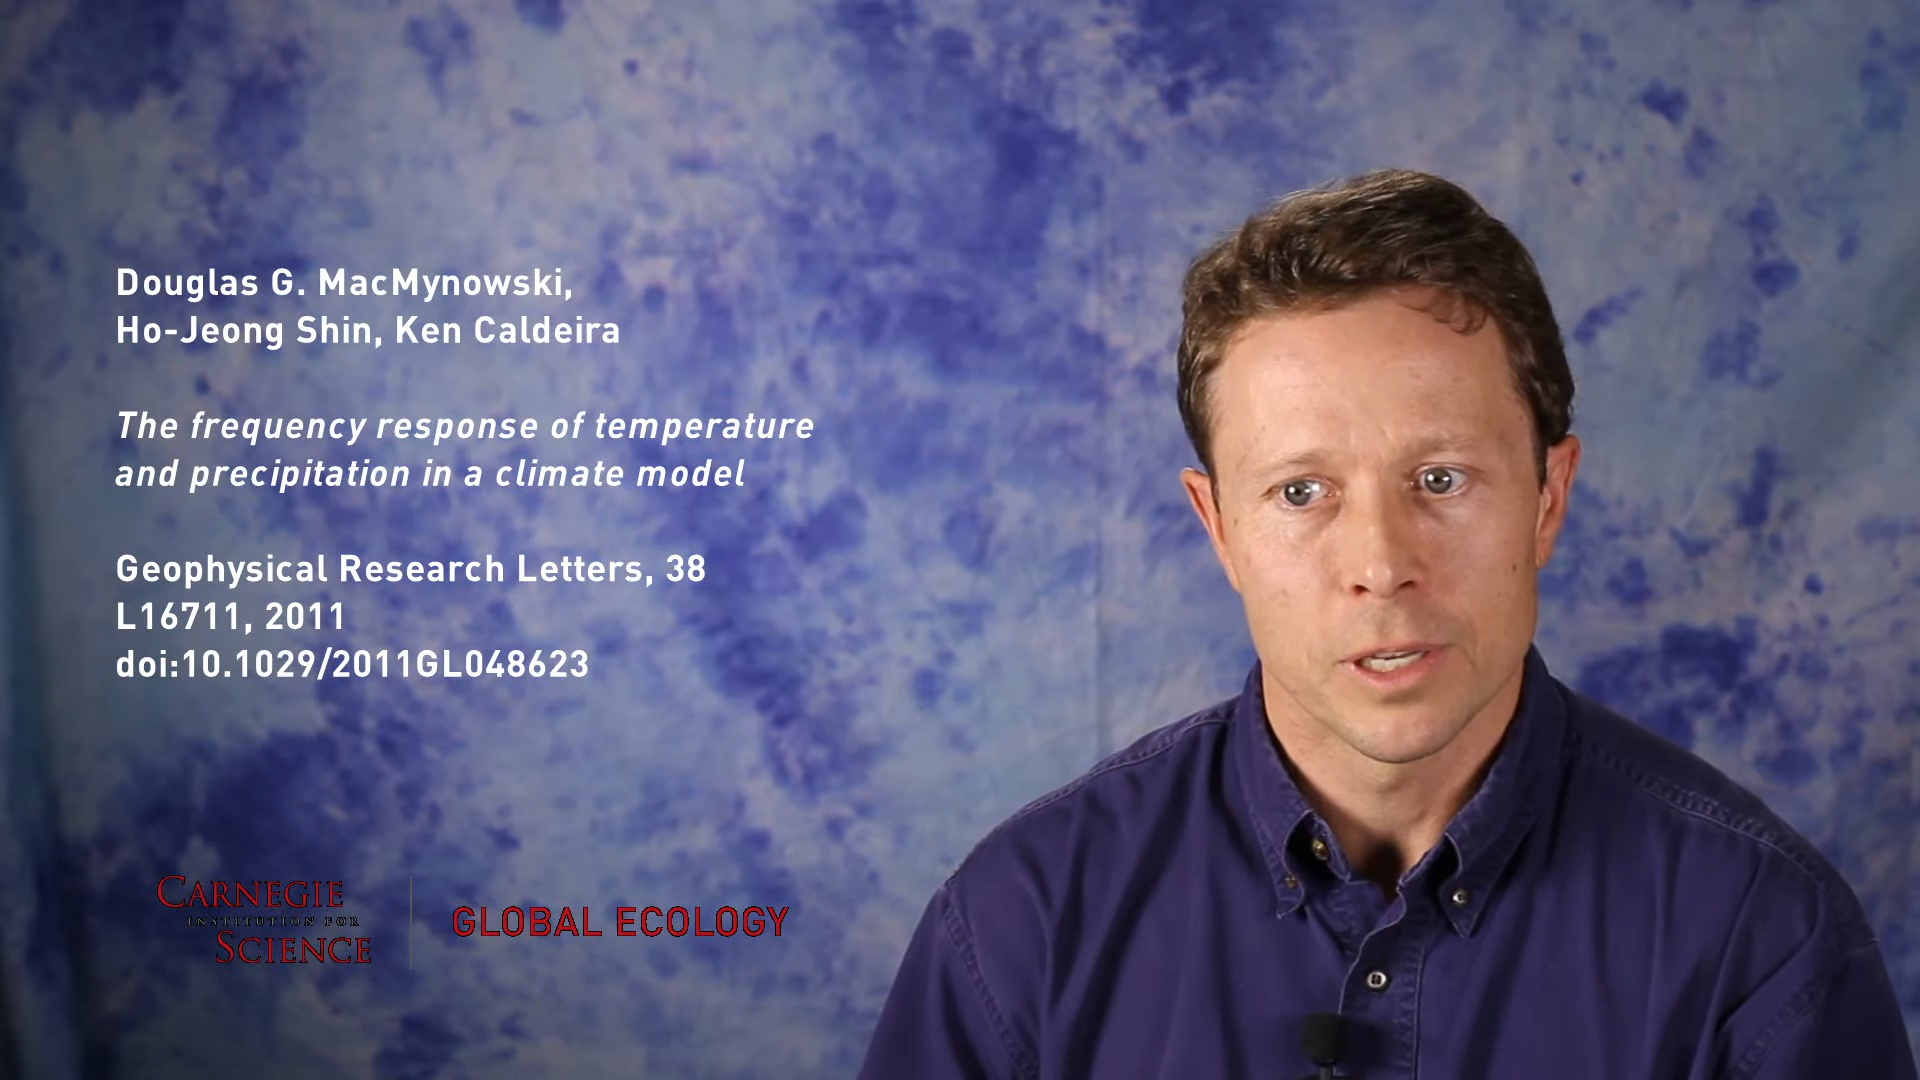 Douglas G. MacMynowski,
Ho-Jeong Shin, Ken Caldeira
The frequency response of temperature
and precipitation in a climate model
Geophysical Research Letters, 38
L16711, 2011
doi:10.1029/2011GL048623
CARNEGIE
INSTITUTION FOR
SCIENCE
GLOBAL ECOLOGY